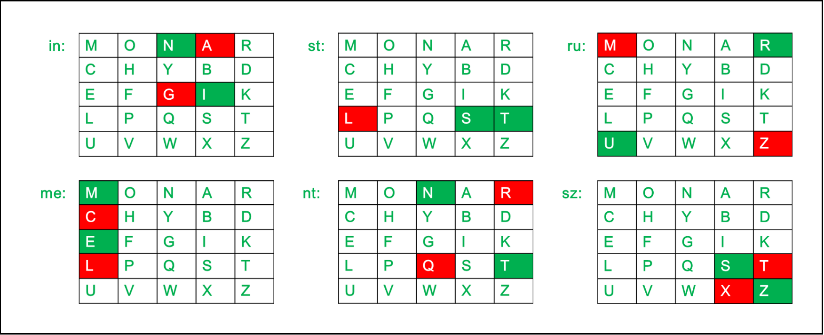 in: M O N A R
C H Y B D
E F G I K
L P Q S T
U V W X Z
st: M O N A R
C H Y B D
E F G I K
L P Q S T
U V W X Z
ru: M O N A R
C H Y B D
E F G I K
L P Q S T
U V W X Z
me: M O N A R
C H Y B D
E F G I K
L P Q S T
U V W X Z
nt: M O N A R
C H Y B D
E F G I K
L P Q S T
U V W X Z
sz: M O N A R
C H Y B D
E F G I K
L P Q S T
U V W X Z